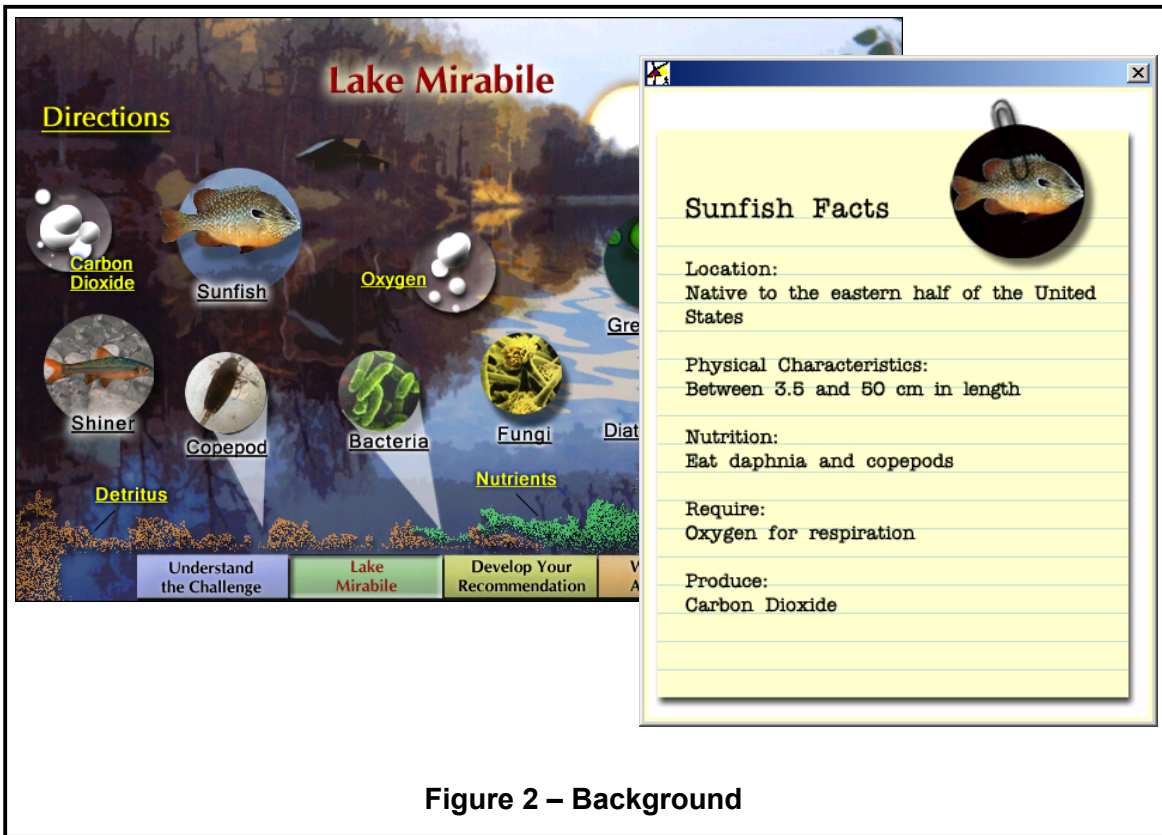 Lake Mirabile
Directions
Carbon
Dioxide
Sunfish
Oxygen
Gre
Shiner
Copepod
Bacteria
Fungi
Diat
Detritus
Nutrients
Understand
the Challenge
Lake
Mirabile
Develop Your
Recommendation
Sunfish Facts
Location:
Native to the eastern half of the United
States
Physical Characteristics:
Between 3.5 and 50 cm in length
Nutrition:
Eat daphnia and copepods
Require:
Oxygen for respiration
Produce:
Carbon Dioxide
Figure 2 – Background